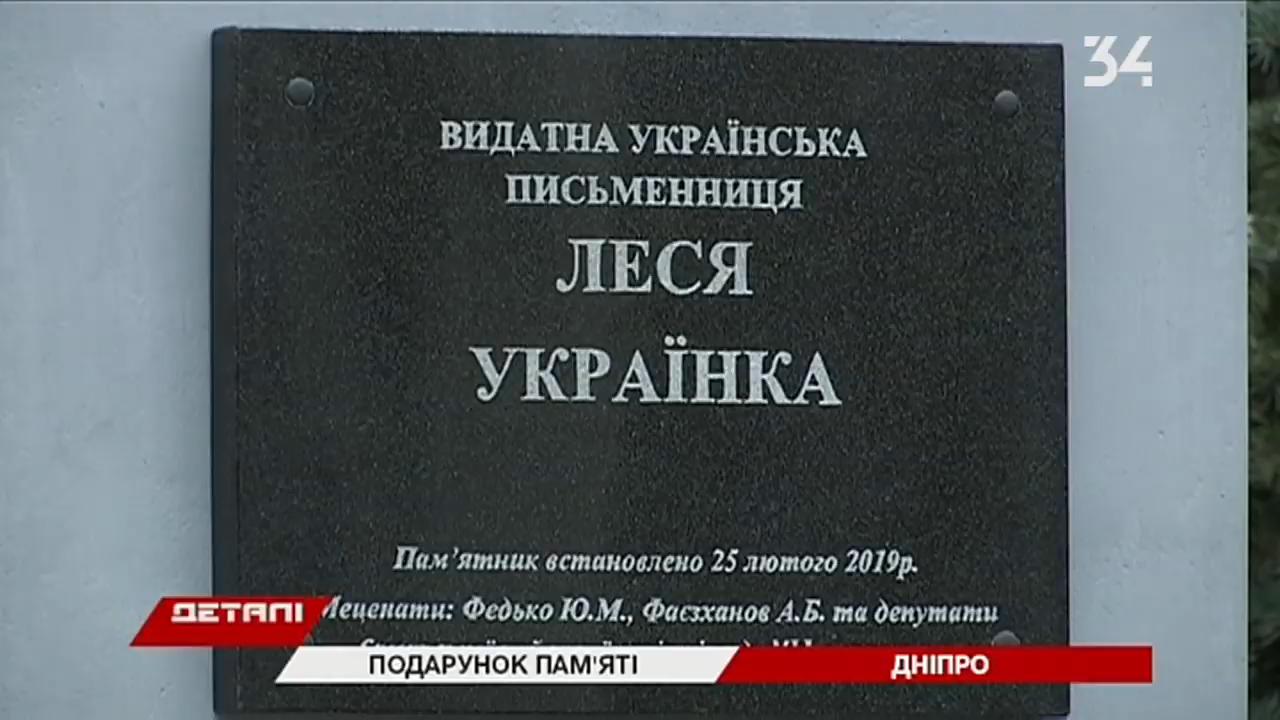 34
ВИДАТНА УКРАЇНСЬКА
ПИСЬМЕННИЦЯ
ЛЕСЯ
УКРАЇНКА
Пам'ятник встановлено 25 лютого 2019р.
Меценати: Федько Ю.М., Фаєзханов А.Б. та депутати
ДЕТАЛІ
ПОДАРУНОК ПАМ'ЯТІ
ДНІПРО